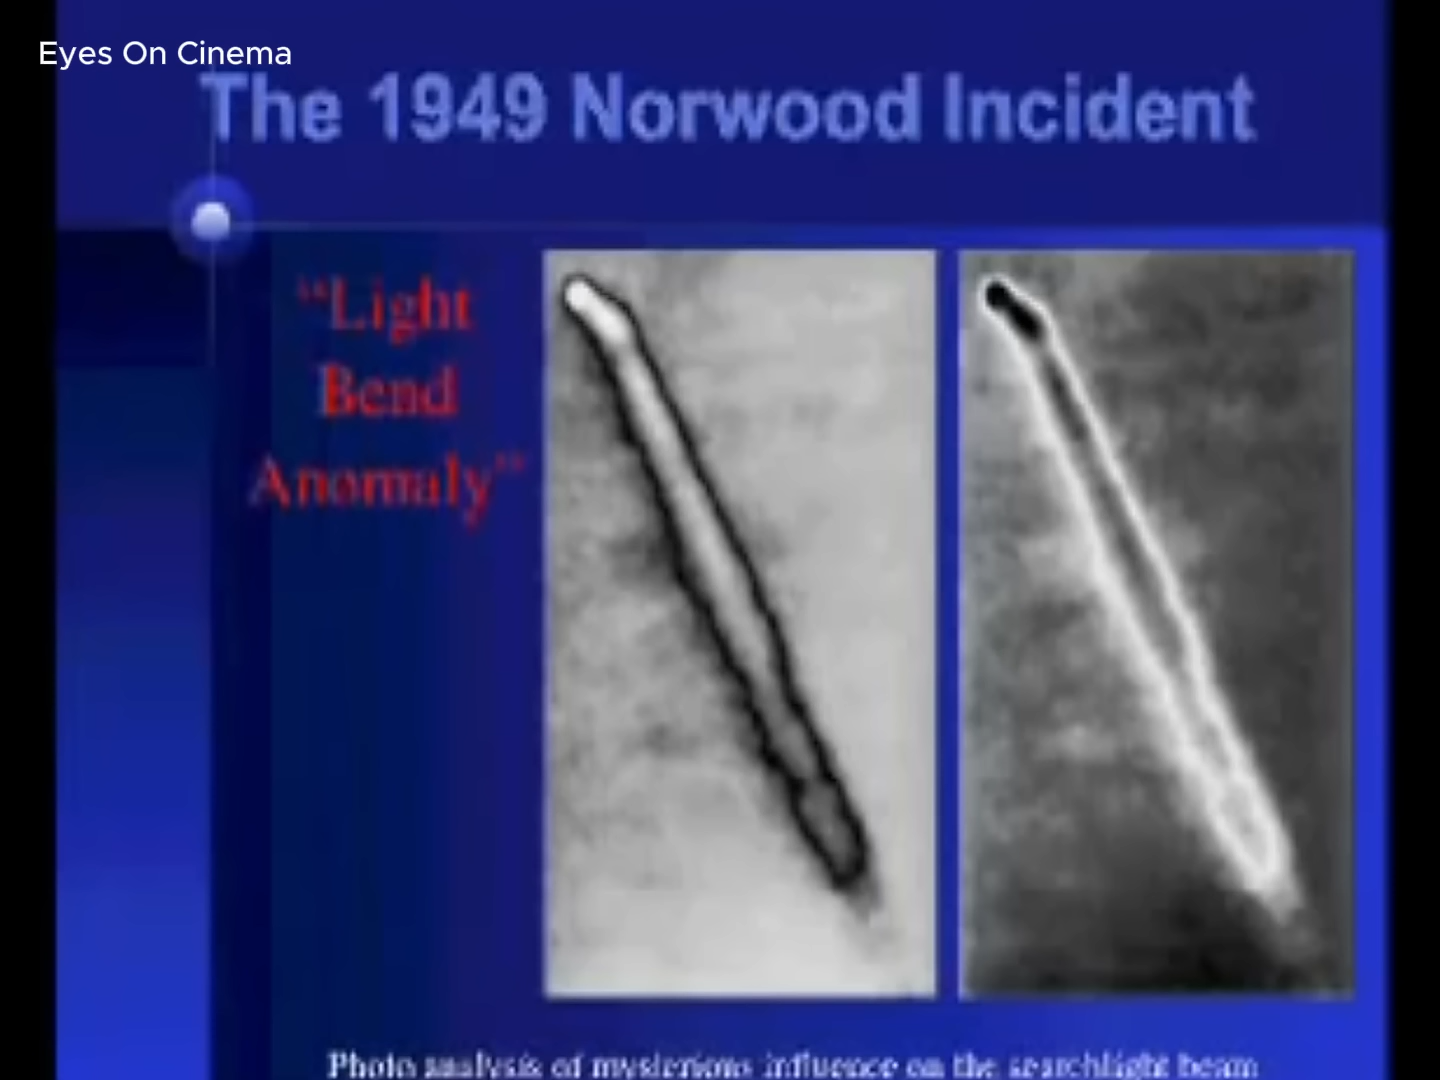 Eyes On Cinema
The 1949 Norwood Incident
“Light
Bend
Anomaly”
Photo analysis of mysterious influence on the searchlight beam